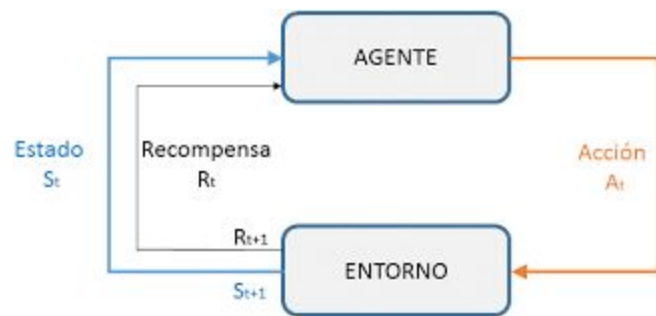 AGENTE
Estado
St
Recompensa
Rt
Acción
At
Rt+1
St+1
ENTORNO